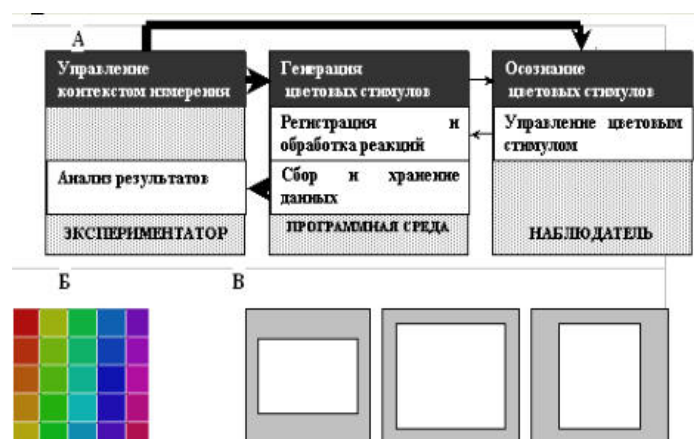 А
Управление
контекстом измерения
Генерация
цветовых стимулов
Осознание
цветовых стимулов
Регистрация и
обработка реакций
Управление цветовым
стимулом
Анализ результатов
Сбор и хранение
данных
ЭКСПЕРИМЕНТАТОР
ПРОГРАММНАЯ СРЕДА
НАБЛЮДАТЕЛЬ
Б
В